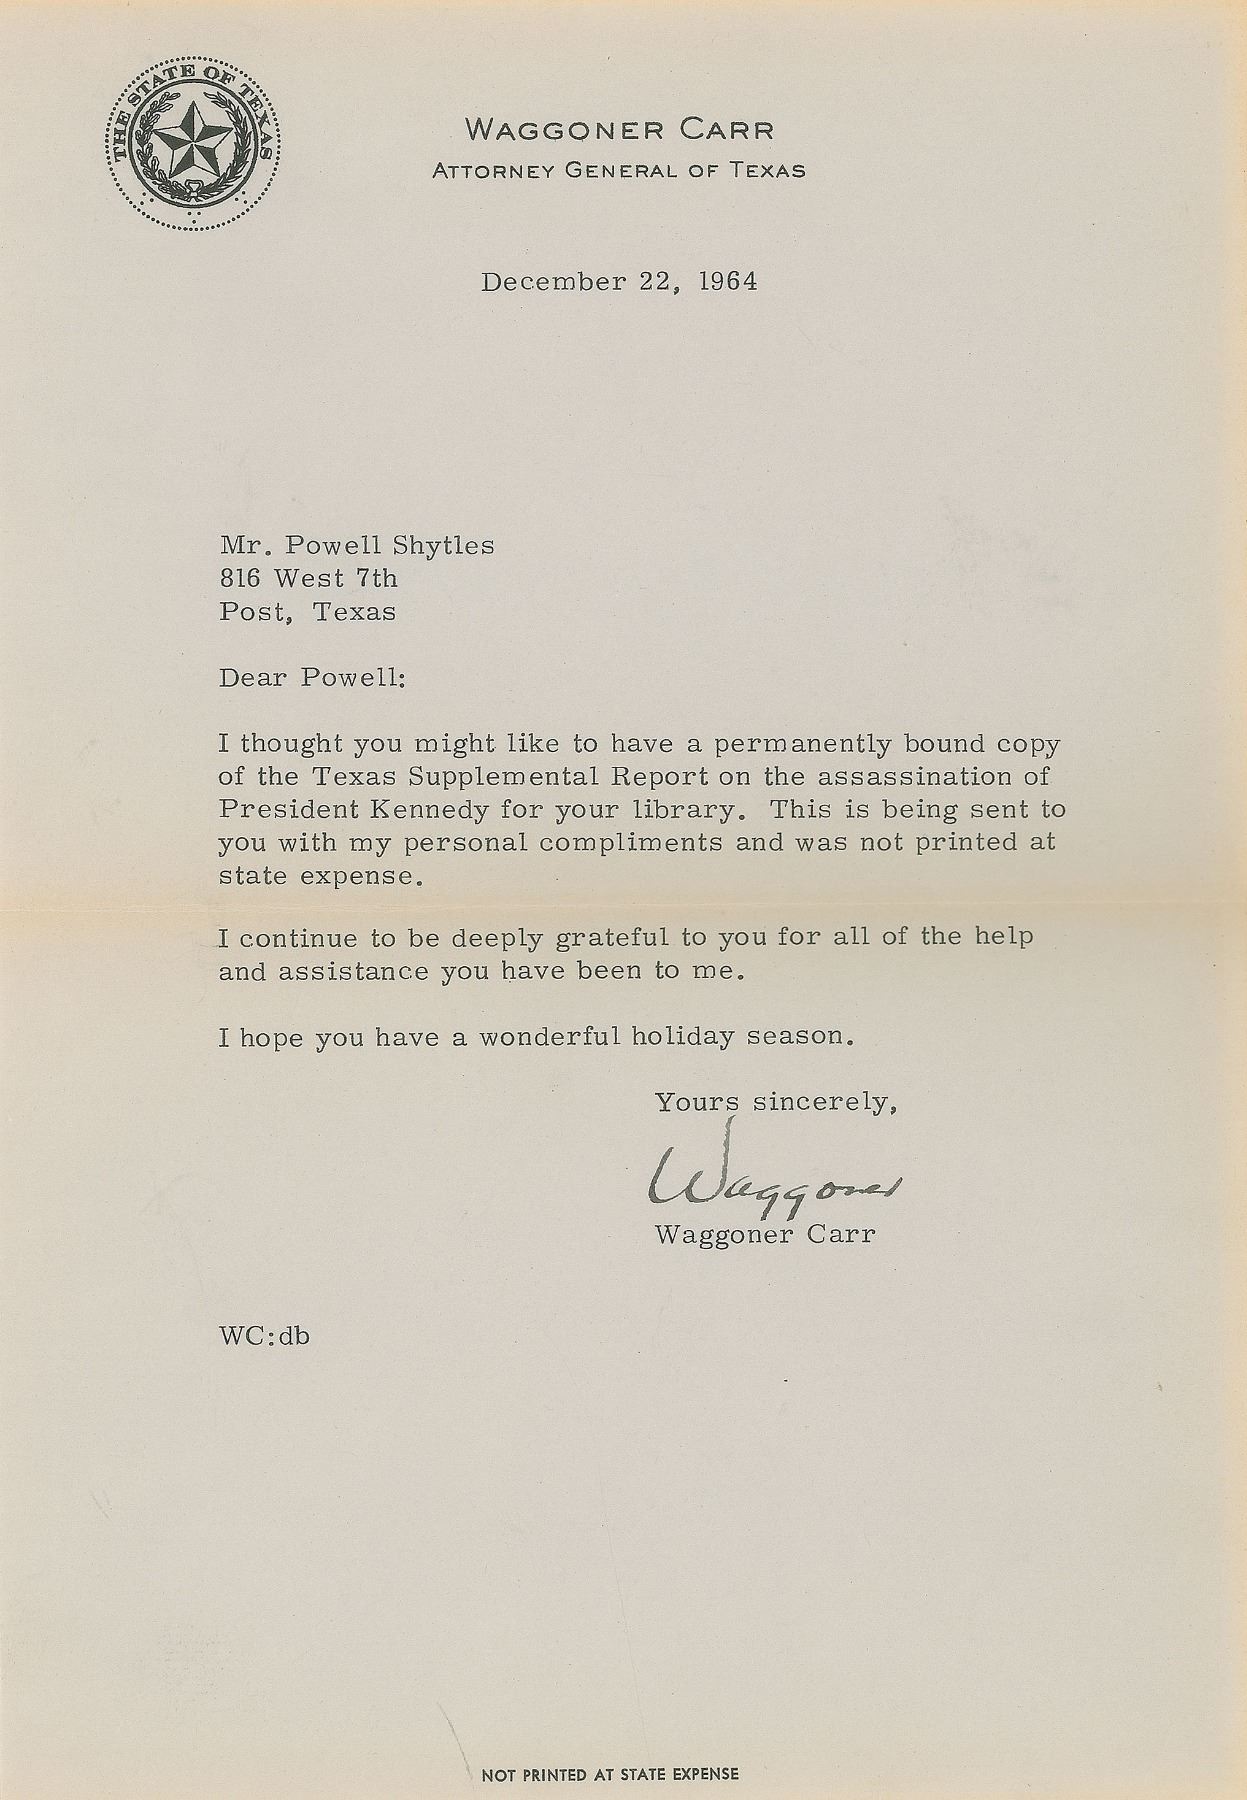 THE STATE OF TEXAS
WAGGONER CARR
ATTORNEY GENERAL OF TEXAS
December 22, 1964
Mr. Powell Shytles
816 West 7th
Post, Texas
Dear Powell:
I thought you might like to have a permanently bound copy
of the Texas Supplemental Report on the assassination of
President Kennedy for your library. This is being sent to
you with my personal compliments and was not printed at
state expense.
I continue to be deeply grateful to you for all of the help
and assistance you have been to me.
I hope you have a wonderful holiday season.
Yours sincerely,
Waggoner
Waggoner Carr
WC:db
NOT PRINTED AT STATE EXPENSE